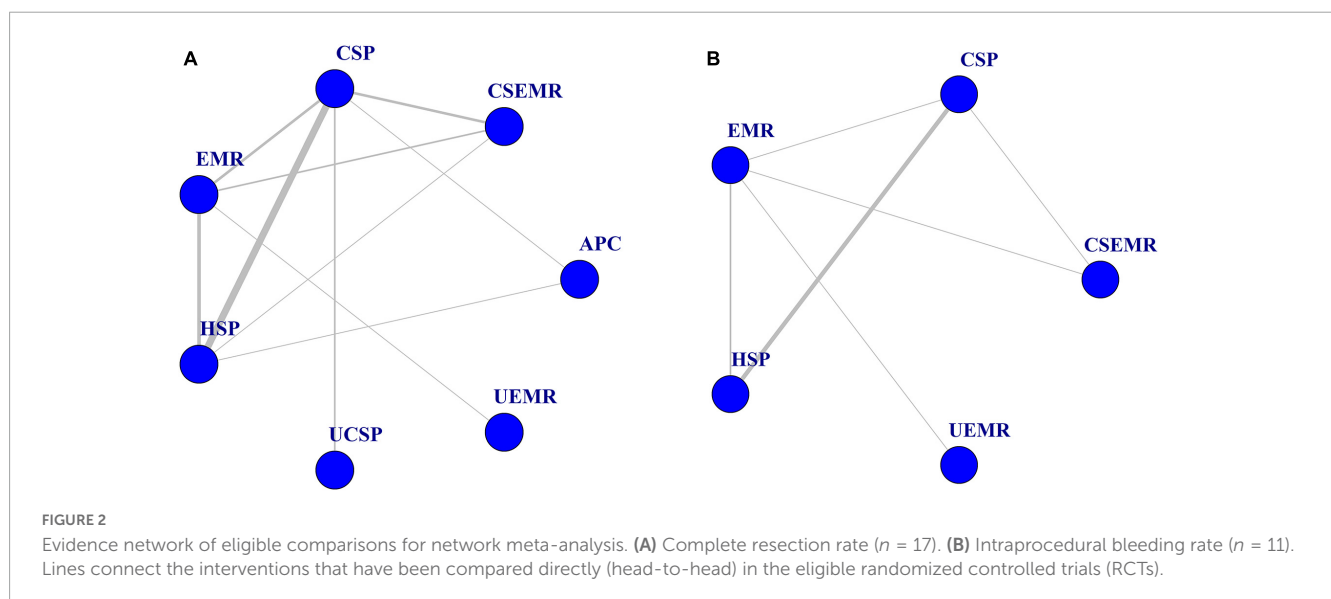 A
CSP
CSEMR
EMR
APC
HSP
UEMR
UCSP
B
CSP
EMR
CSEMR
HSP
UEMR
FIGURE 2
Evidence network of eligible comparisons for network meta-analysis. (A) Complete resection rate (n = 17). (B) Intraprocedural bleeding rate (n = 11).
Lines connect the interventions that have been compared directly (head-to-head) in the eligible randomized controlled trials (RCTs).